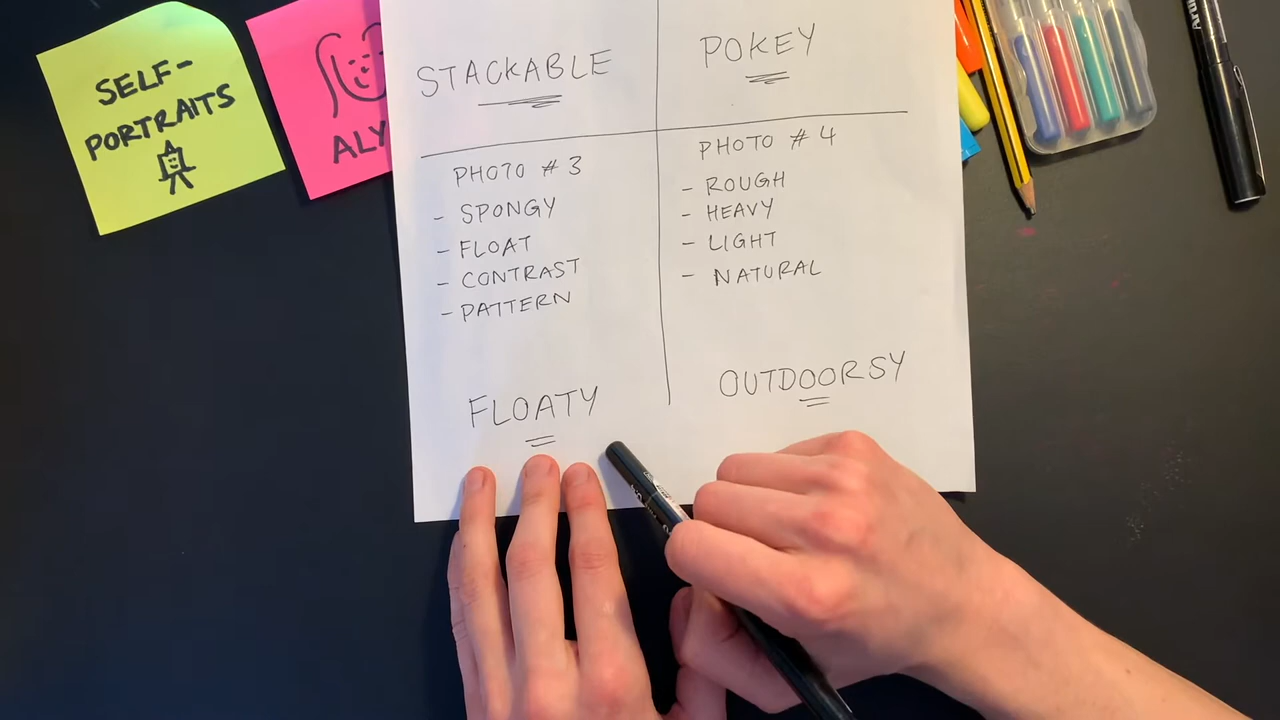 SELF-
PORTRAITS
ALY
STACKABLE
POKEY
PHOTO #3
- SPONGY
- FLOAT
- CONTRAST
- PATTERN
FLOATY
PHOTO #4
- ROUGH
- HEAVY
- LIGHT
- NATURAL
OUTDOORSY